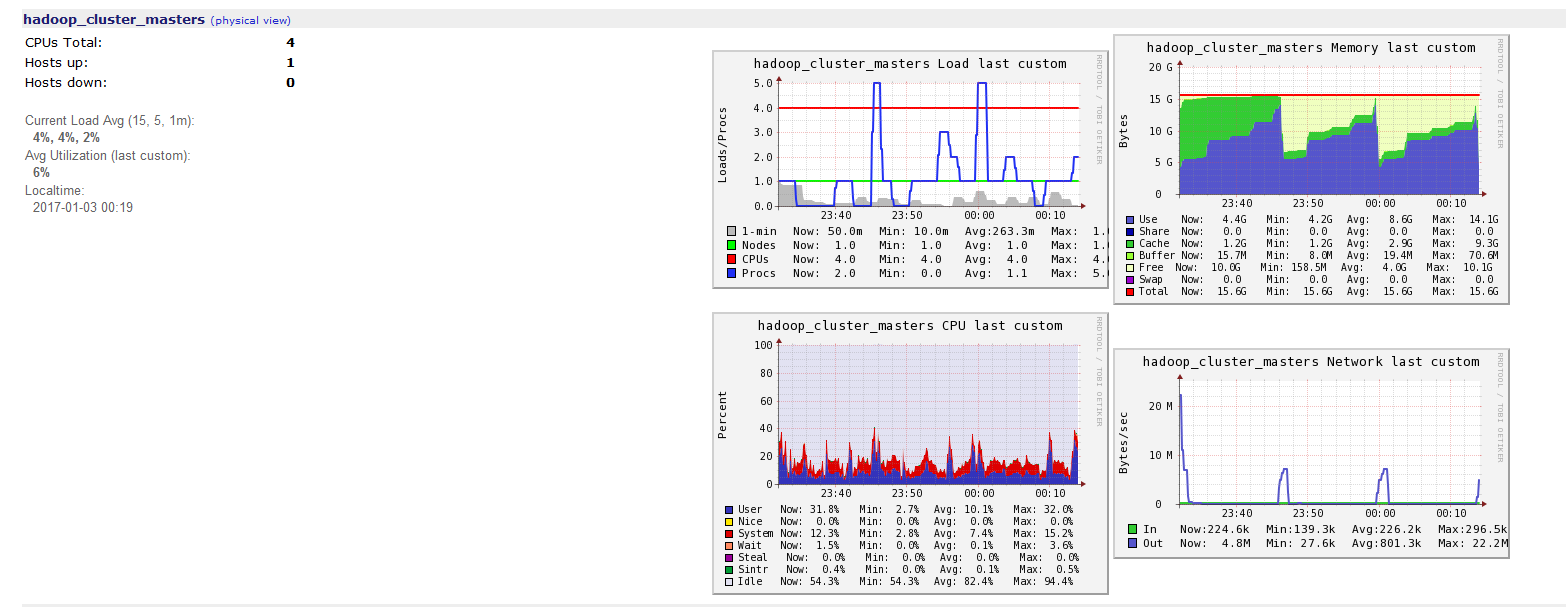 hadoop_cluster_masters (physical view)
CPUs Total: 4
Hosts up: 1
Hosts down: 0
Current Load Avg (15, 5, 1m):
4%, 4%, 2%
Avg Utilization (last custom):
6%
Localtime:
2017-01-03 00:19
hadoop_cluster_masters Load last custom
RRDTOOL / TOBI OETIKER
Loads/Procs
5.0
4.0
3.0
2.0
1.0
0.0
23:40 23:50 00:00 00:10
1-min Now: 50.0m Min: 10.0m Avg:263.3m Max: 1.
Nodes Now: 1.0 Min: 1.0 Avg: 1.0 Max: 1.
CPUs Now: 4.0 Min: 4.0 Avg: 4.0 Max: 4.
Procs Now: 2.0 Min: 0.0 Avg: 1.1 Max: 5.
hadoop_cluster_masters Memory last custom
RRDTOOL / TOBI OETIKER
Bytes
20 G
15 G
10 G
5 G
0
23:40 23:50 00:00 00:10
Use Now: 4.4G Min: 4.2G Avg: 8.6G Max: 14.1G
Share Now: 0.0 Min: 0.0 Avg: 0.0 Max: 0.0
Cache Now: 1.2G Min: 1.2G Avg: 2.9G Max: 9.3G
Buffer Now: 15.7M Min: 8.0M Avg: 19.4M Max: 70.6M
Free Now: 10.0G Min: 158.5M Avg: 4.0G Max: 10.1G
Swap Now: 0.0 Min: 0.0 Avg: 0.0 Max: 0.0
Total Now: 15.6G Min: 15.6G Avg: 15.6G Max: 15.6G
hadoop_cluster_masters CPU last custom
RRDTOOL / TOBI OETIKER
Percent
100
80
60
40
20
0
23:40 23:50 00:00 00:10
User Now: 31.8% Min: 2.7% Avg: 10.1% Max: 32.0%
Nice Now: 0.0% Min: 0.0% Avg: 0.0% Max: 0.0%
System Now: 12.3% Min: 2.8% Avg: 7.4% Max: 15.2%
Wait Now: 1.5% Min: 0.0% Avg: 0.1% Max: 3.6%
Steal Now: 0.0% Min: 0.0% Avg: 0.0% Max: 0.0%
Sintr Now: 0.4% Min: 0.0% Avg: 0.1% Max: 0.5%
Idle Now: 54.3% Min: 54.3% Avg: 82.4% Max: 94.4%
hadoop_cluster_masters Network last custom
RRDTOOL / TOBI OETIKER
Bytes/sec
20 M
10 M
0
23:40 23:50 00:00 00:10
In Now:224.6k Min:139.3k Avg:226.2k Max:296.5k
Out Now: 4.8M Min: 27.6k Avg:801.3k Max: 22.2M